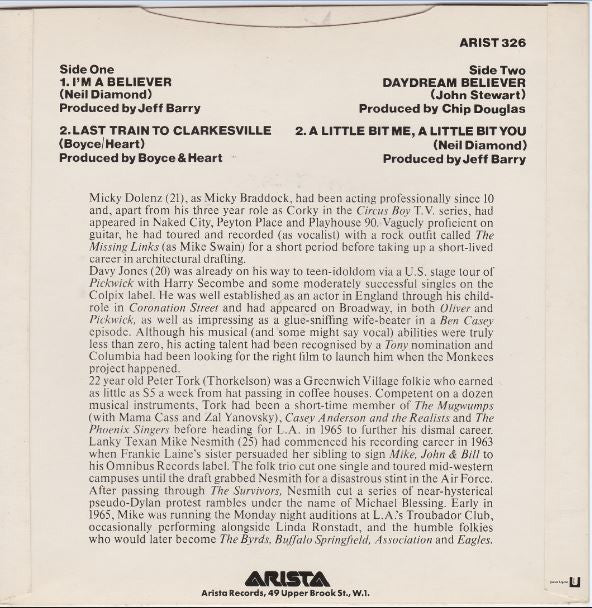 ARIST 326
Side One
1. I'M A BELIEVER
(Neil Diamond)
Produced by Jeff Barry
2. LAST TRAIN TO CLARKESVILLE
(Boyce/Heart)
Produced by Boyce & Heart
Side Two
DAYDREAM BELIEVER
(John Stewart)
Produced by Chip Douglas
2. A LITTLE BIT ME, A LITTLE BIT YOU
(Neil Diamond)
Produced by Jeff Barry
Micky Dolenz (21), as Micky Braddock, had been acting professionally since 10
and, apart from his three year role as Corky in the Circus Boy T.V. series, had
appeared in Naked City, Peyton Place and Playhouse 90. Vaguely proficient on
guitar, he had toured and recorded (as vocalist) with a rock outfit called The
Missing Links (as Mike Swain) for a short period before taking up a short-lived
career in architectural drafting.
Davy Jones (20) was already on his way to teen-idoldom via a U.S. stage tour of
Pickwick with Harry Secombe and some moderately successful singles on the
Colpix label. He was well established as an actor in England through his child-
role in Coronation Street and had appeared on Broadway, in both Oliver and
Pickwick, as well as impressing as a glue-sniffing wife-beater in a Ben Casey
episode. Although his musical (and some might say vocal) abilities were truly
less than zero, his acting talent had been recognised by a Tony nomination and
Columbia had been looking for the right film to launch him when the Monkees
project happened.
22 year old Peter Tork (Thorkelson) was a Greenwich Village folkie who earned
as little as $5 a week from hat passing in coffee houses. Competent on a dozen
musical instruments, Tork had been a short-time member of The Mugwumps
(with Mama Cass and Zal Yanovsky), Casey Anderson and the Realists and The
Phoenix Singers before heading for L.A. in 1965 to further his dismal career.
Lanky Texan Mike Nesmith (25) had commenced his recording career in 1963
when Frankie Laine's sister persuaded her sibling to sign Mike, John & Bill to
his Omnibus Records label. The folk trio cut one single and toured mid-western
campuses until the draft grabbed Nesmith for a disastrous stint in the Air Force.
After passing through The Survivors, Nesmith cut a series of near-hysterical
pseudo-Dylan protest rambles under the name of Michael Blessing. Early in
1965, Mike was running the Monday night auditions at L.A.'s Troubador Club,
occasionally performing alongside Linda Ronstadt, and the humble folkies
who would later become The Byrds, Buffalo Springfield, Association and Eagles.
ARISTA
Arista Records, 49 Upper Brook St., W.1.